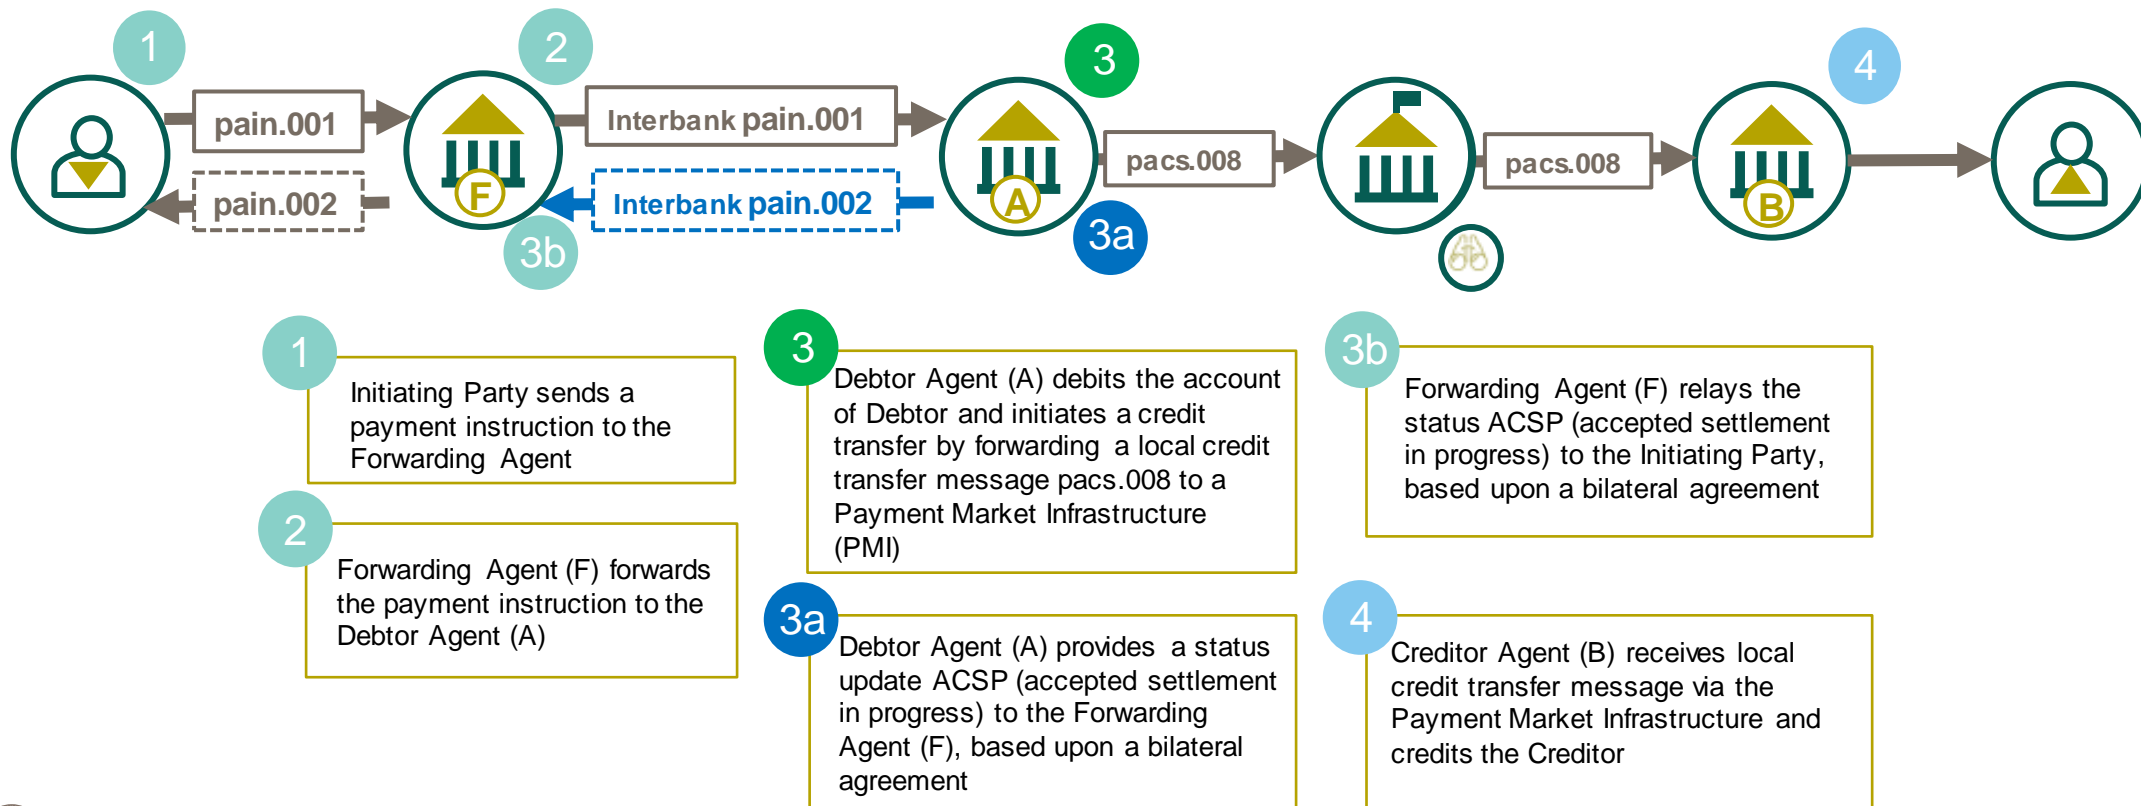 1
2
3
4
pain.001
Interbank pain.001
pacs.008
pacs.008
pain.002
Interbank pain.002
F
A
B
3b
3a
1
Initiating Party sends a
payment instruction to the
Forwarding Agent
2
Forwarding Agent (F) forwards
the payment instruction to the
Debtor Agent (A)
3
Debtor Agent (A) debits the account
of Debtor and initiates a credit
transfer by forwarding a local credit
transfer message pacs.008 to a
Payment Market Infrastructure
(PMI)
3a
Debtor Agent (A) provides a status
update ACSP (accepted settlement
in progress) to the Forwarding
Agent (F), based upon a bilateral
agreement
3b
Forwarding Agent (F) relays the
status ACSP (accepted settlement
in progress) to the Initiating Party,
based upon a bilateral agreement
4
Creditor Agent (B) receives local
credit transfer message via the
Payment Market Infrastructure and
credits the Creditor